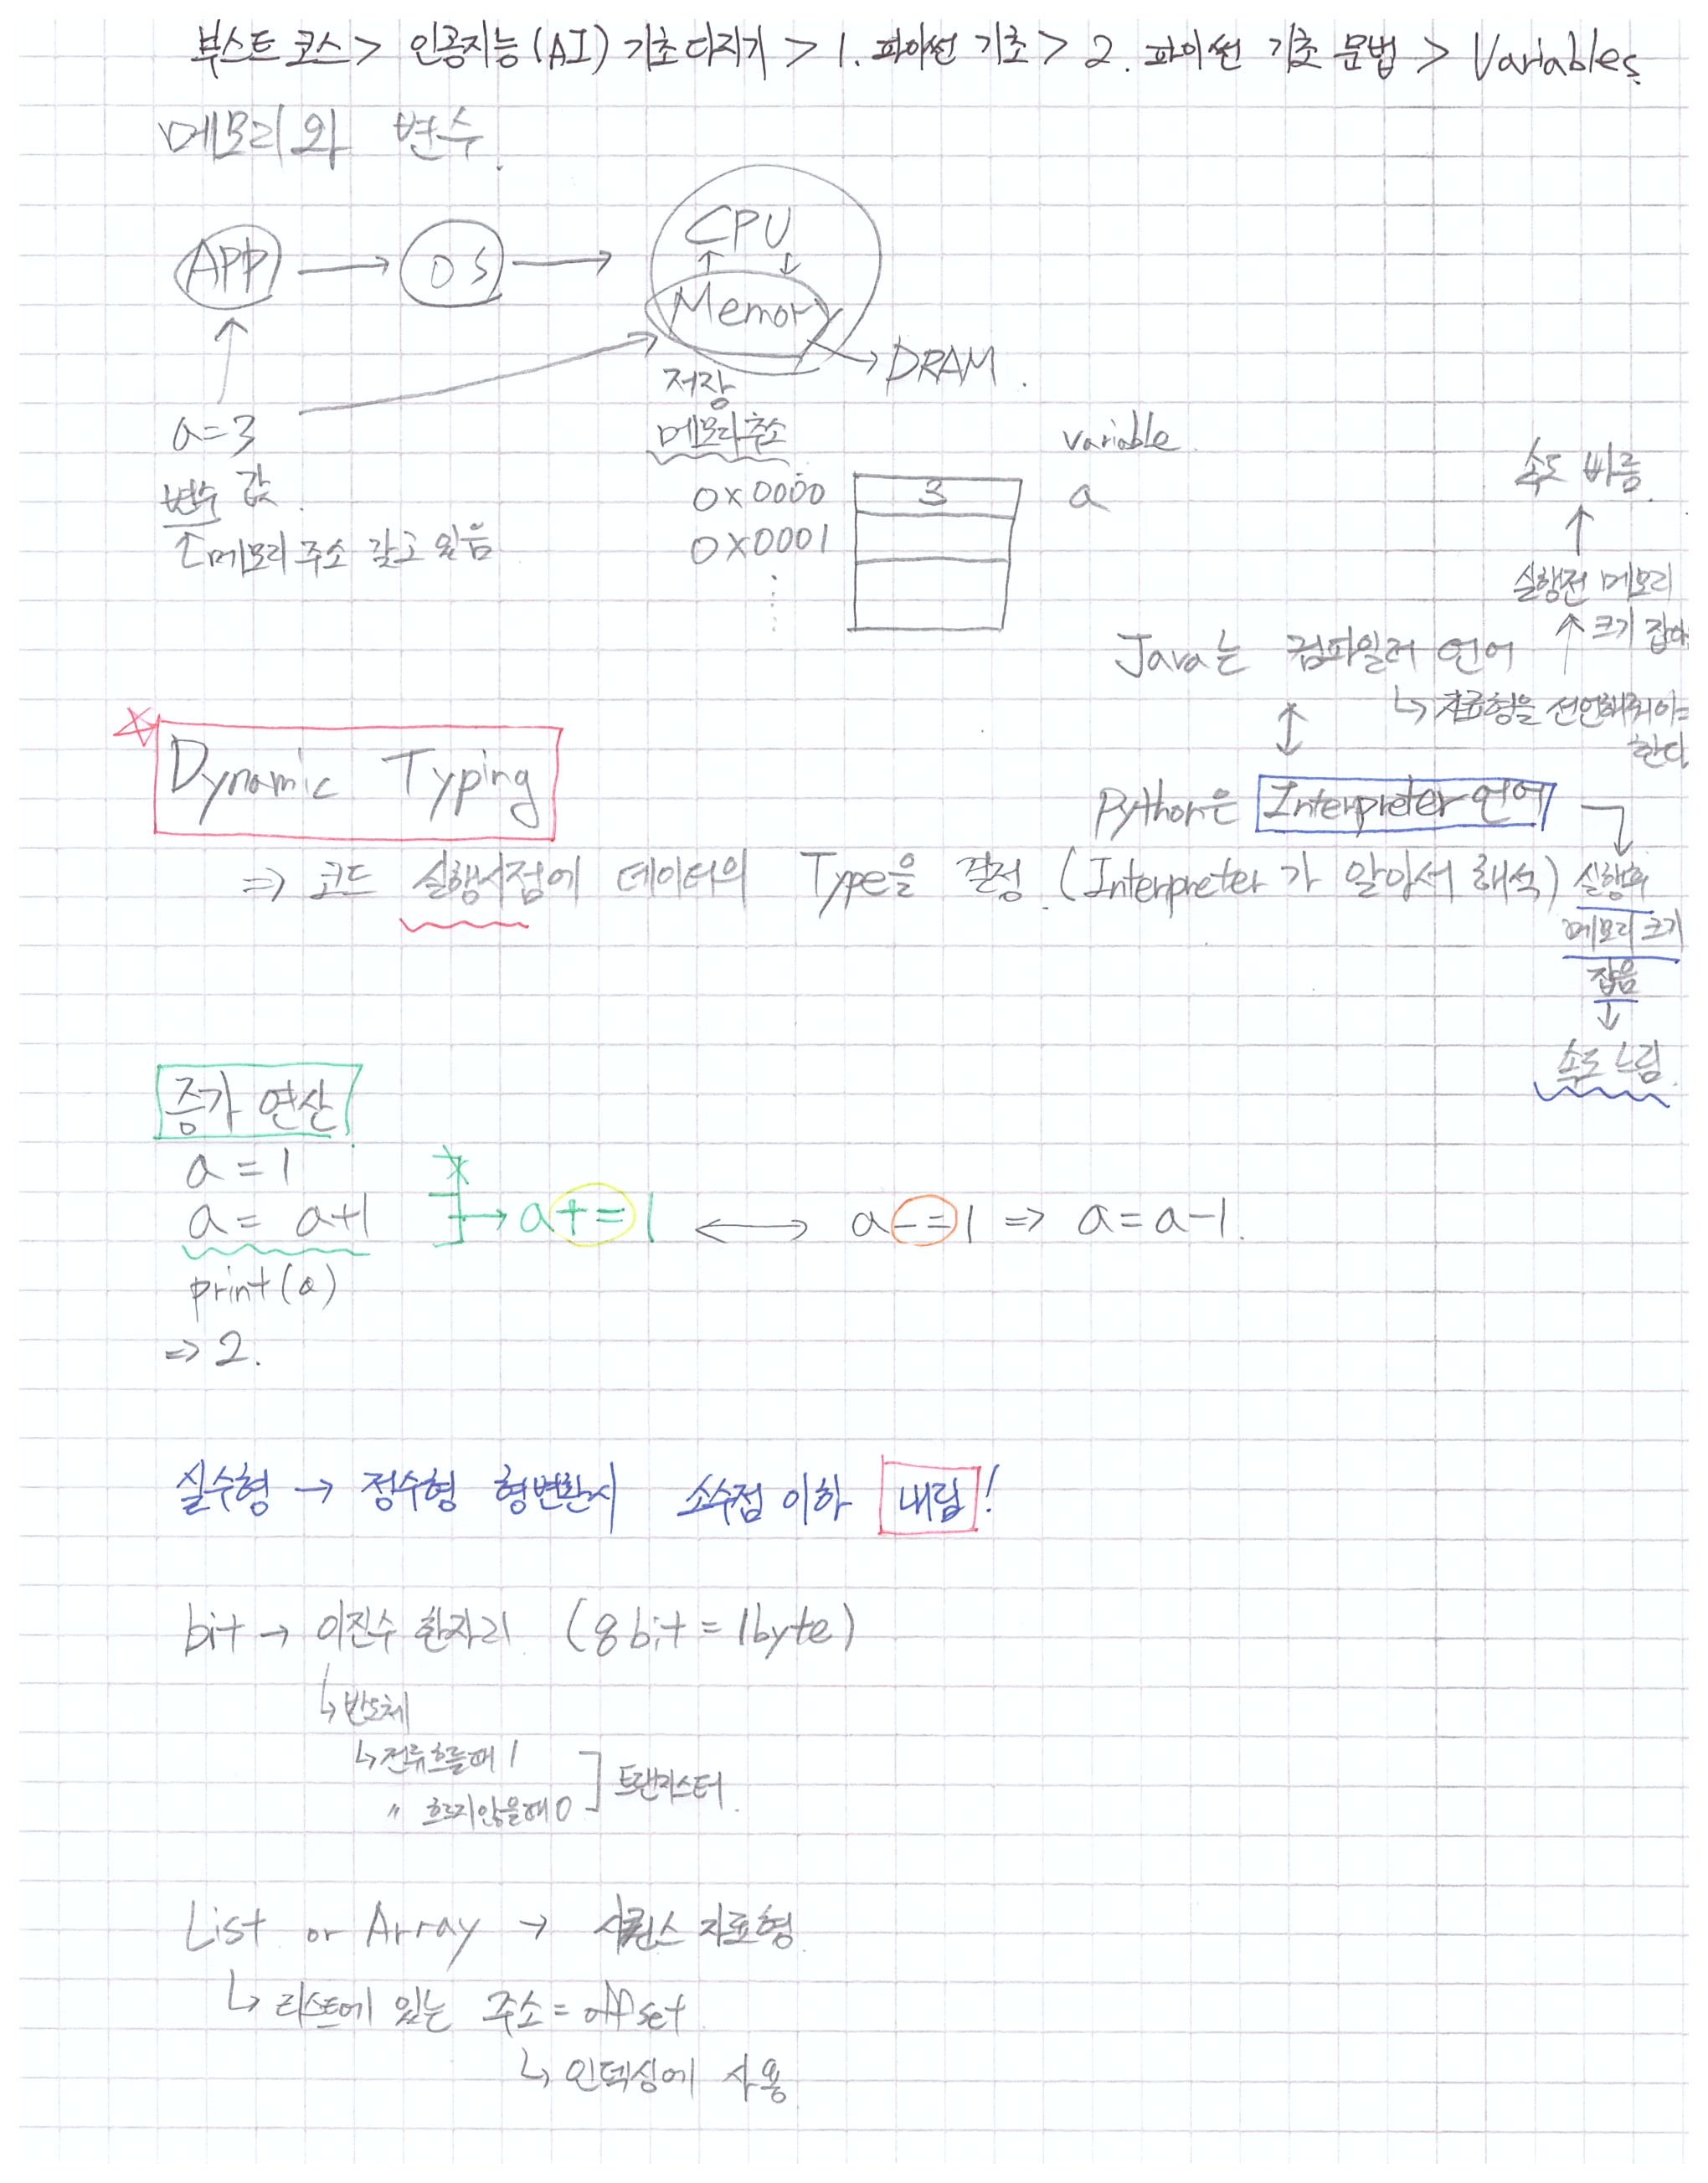 부스트 코스 > 인공지능(AI) 기초 다지기 > 1. 파이썬 기초 > 2. 파이썬 기초 문법 > Variables
메모리와 변수
APP → OS → CPU
Memory
→ DRAM
저장
a=3
메모리주소
variable
변수 값
0x0000
3
a
↑메모리 주소 갖고 있음
0x0001
속도 빠름
↑
실행전 메모리
크기 잡아
↑
Java는 컴파일러 언어
↳ 자료형을 선언해줘야
한다
↕
Python은 Interpreter 언어
Dynamic Typing
⇒ 코드 실행시점에 데이터의 Type을 결정 (Interpreter가 알아서 해석)
실행후
메모리 크기
잡음
↓
속도 느림
증가 연산
a = 1
a = a+1 → a += 1 ⟷ a -= 1 ⇒ a = a-1.
print(a)
⇒ 2.
실수형 → 정수형 형변환시 소수점 이하 내림!
bit → 이진수 한자리 (8bit = 1byte)
↳ 반도체
↳ 전류흐를때 1
〃 흐르지않을때 0
트랜지스터
List or Array → 시퀀스 자료형
↳ 리스트에 있는 주소 = offset
↳ 인덱싱에 사용